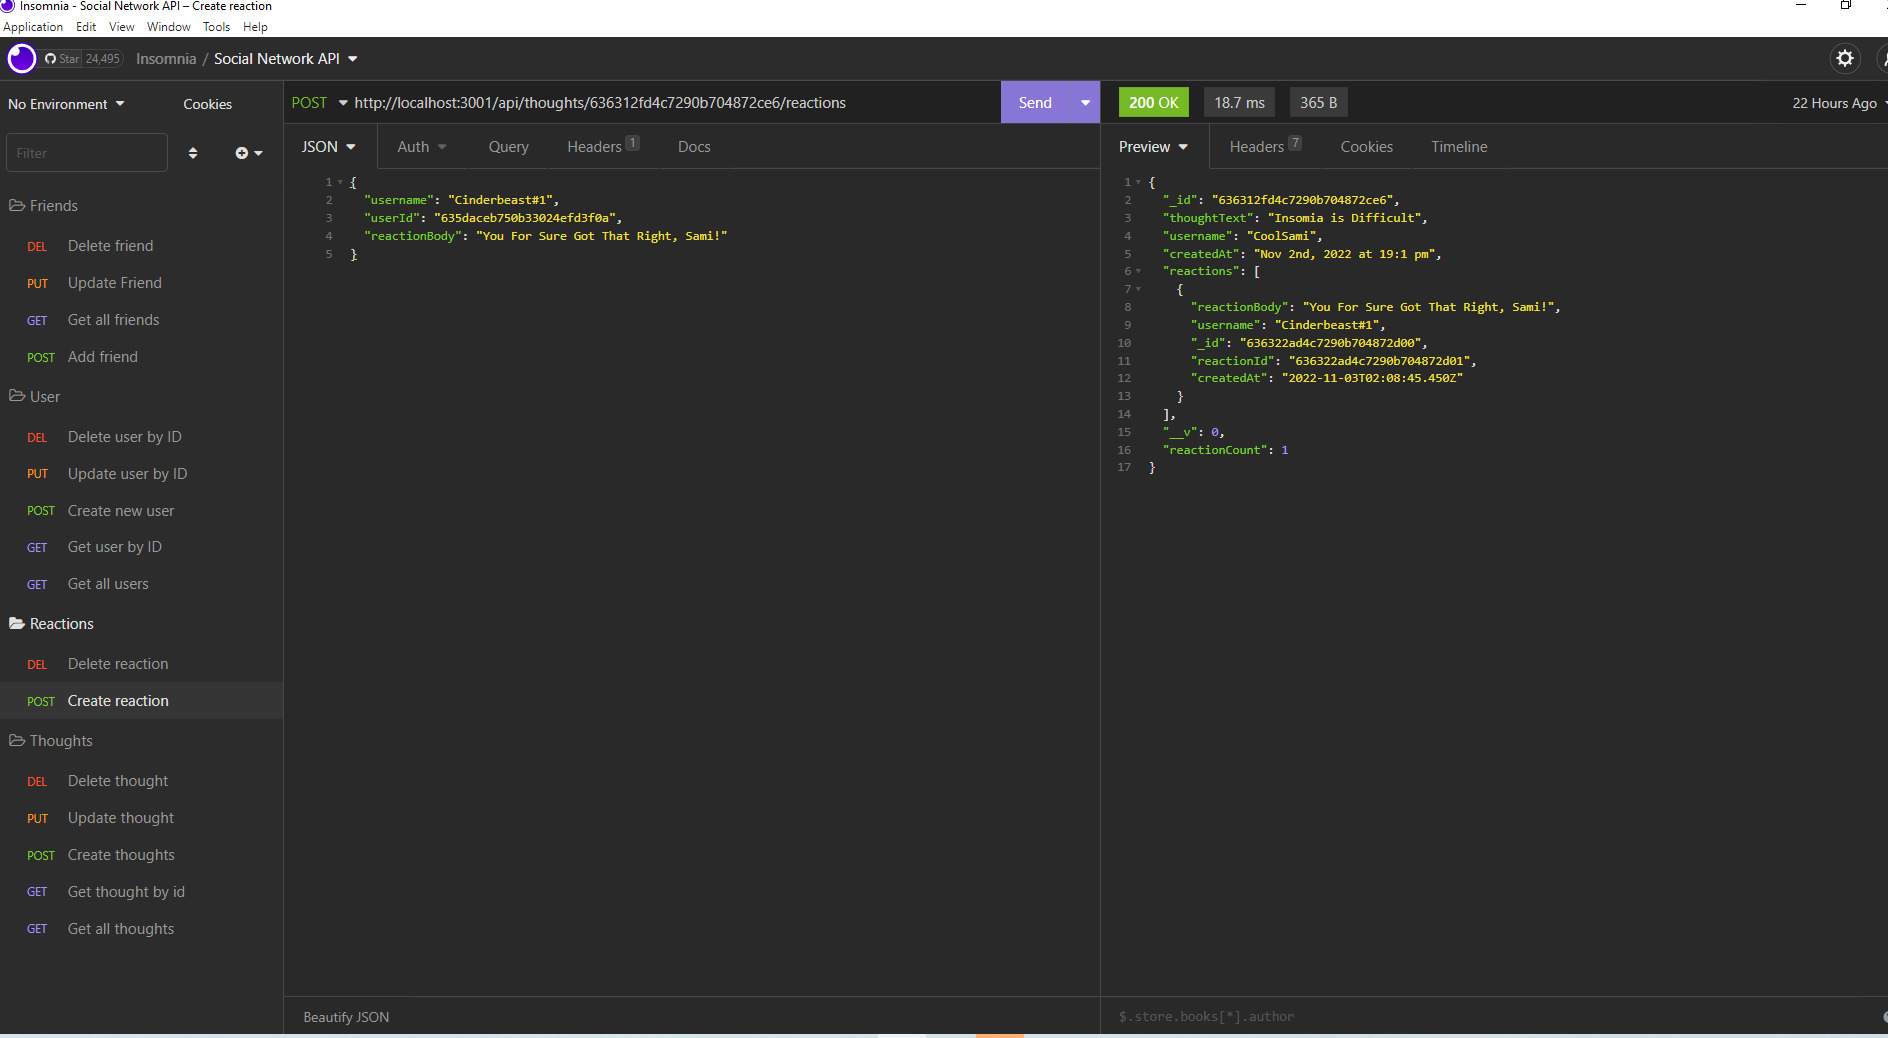 Insomnia - Social Network API – Create reaction
Application Edit View Window Tools Help
Star 24,495 Insomnia / Social Network API
No Environment Cookies
Filter
Friends
DEL Delete friend
PUT Update Friend
GET Get all friends
POST Add friend
User
DEL Delete user by ID
PUT Update user by ID
POST Create new user
GET Get user by ID
GET Get all users
Reactions
DEL Delete reaction
POST Create reaction
Thoughts
DEL Delete thought
PUT Update thought
POST Create thoughts
GET Get thought by id
GET Get all thoughts
POST http://localhost:3001/api/thoughts/636312fd4c7290b704872ce6/reactions Send
JSON Auth Query Headers 1 Docs
1 {
2 "username": "Cinderbeast#1",
3 "userId": "635daceb750b33024efd3f0a",
4 "reactionBody": "You For Sure Got That Right, Sami!"
5 }
Beautify JSON
200 OK 18.7 ms 365 B 22 Hours Ago
Preview Headers 7 Cookies Timeline
1 {
2 "_id": "636312fd4c7290b704872ce6",
3 "thoughtText": "Insomia is Difficult",
4 "username": "CoolSami",
5 "createdAt": "Nov 2nd, 2022 at 19:1 pm",
6 "reactions": [
7 {
8 "reactionBody": "You For Sure Got That Right, Sami!",
9 "username": "Cinderbeast#1",
10 "_id": "636322ad4c7290b704872d00",
11 "reactionId": "636322ad4c7290b704872d01",
12 "createdAt": "2022-11-03T02:08:45.450Z"
13 }
14 ],
15 "__v": 0,
16 "reactionCount": 1
17 }
$.store.books[*].author